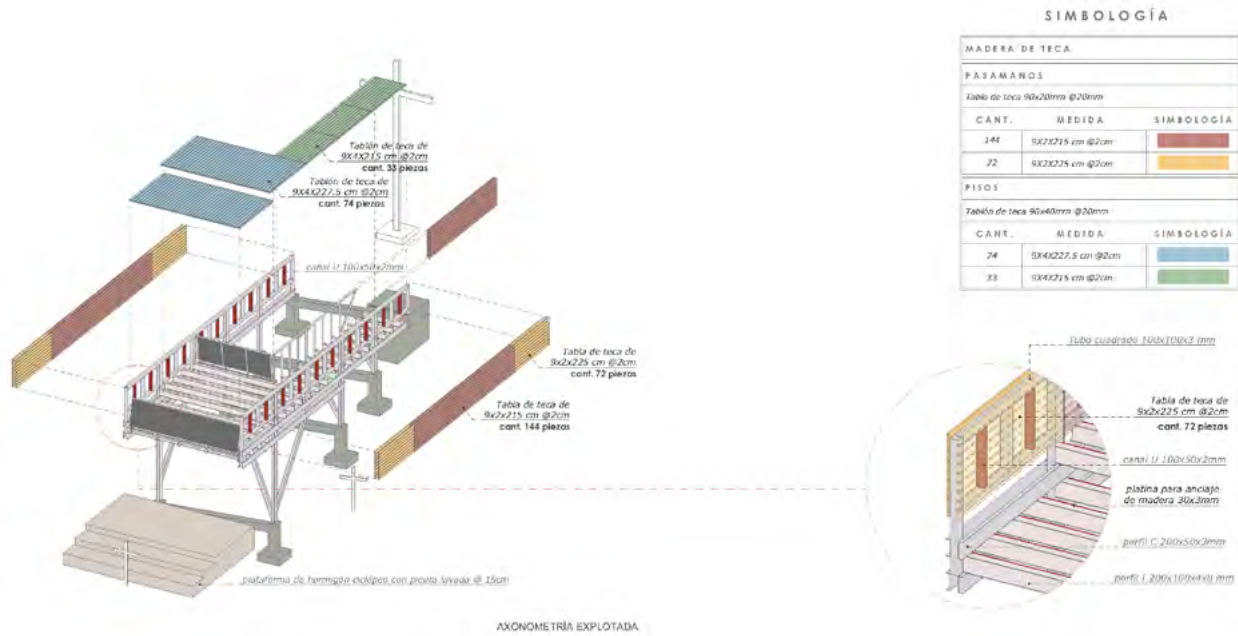 SIMBOLOGÍA
MADERA DE TECA
PASAMANOS
Tabla de teca 90x20mm @20mm
CANT. MEDIDA SIMBOLOGÍA
144 9X2X215 cm @2cm
72 9X2X225 cm @2cm
PISOS
Tablón de teca 90x40mm @20mm
CANT. MEDIDA SIMBOLOGÍA
74 9X4X227.5 cm @2cm
33 9X4X215 cm @2cm
Tablón de teca de
9X4X215 cm @2cm
cant. 33 piezas
Tablón de teca de
9X4X227.5 cm @2cm
cant. 74 piezas
canal U 100x50x2mm
Tabla de teca de
9x2x225 cm @2cm
cant. 72 piezas
Tabla de teca de
9x2x215 cm @2cm
cant. 144 piezas
plataforma de hormigón ciclópeo con piedra lavada @ 15cm
Tubo cuadrado 100x100x3 mm
Tabla de teca de
9x2x225 cm @2cm
cant. 72 piezas
canal U 100x50x2mm
platina para anclaje
de madera 30x3mm
perfil C 200x50x3mm
perfil I 200x100x4x8 mm
AXONOMETRÍA EXPLOTADA